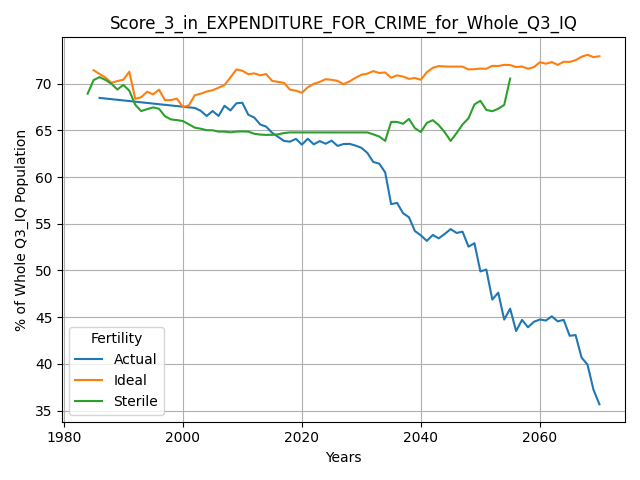 Score_3_in_EXPENDITURE_FOR_CRIME_for_Whole_Q3_IQ
% of Whole Q3_IQ Population
70
65
60
55
50
45
40
35
Fertility
Actual
Ideal
Sterile
1980
2000
2020
2040
2060
Years